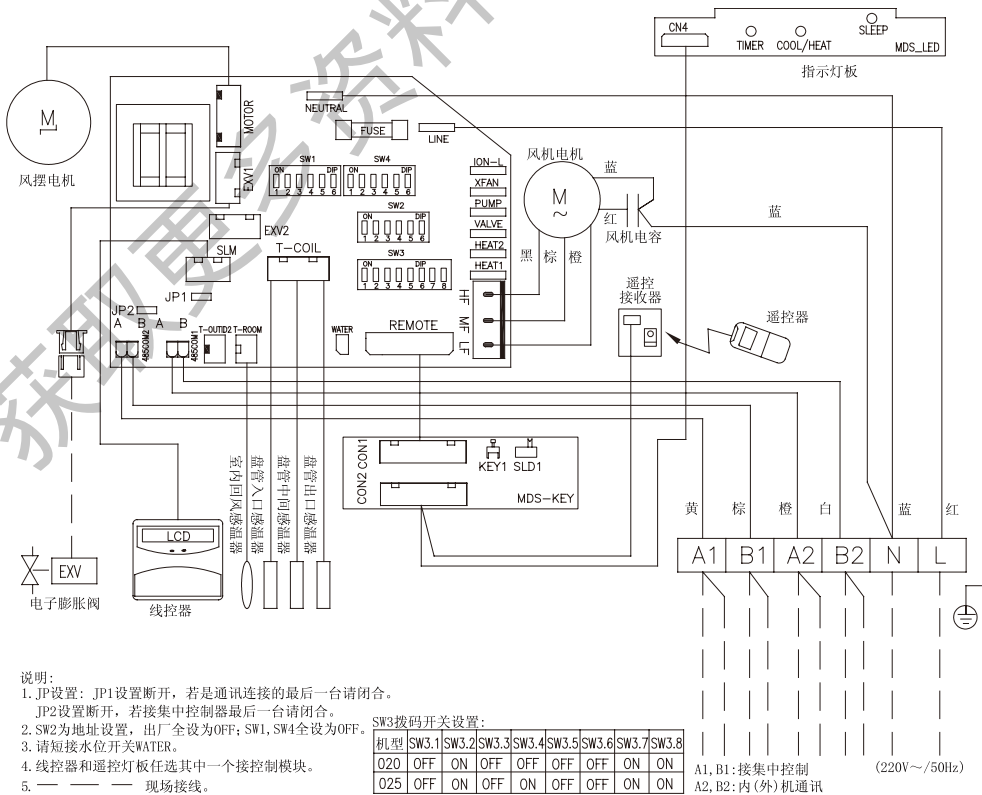 获取更多资料
CN4
TIMER COOL/HEAT SLEEP MDS_LED
指示灯板
M
风摆电机
MOTOR
NEUTRAL
FUSE
LINE
EXV1
SW1
ON DIP
1 2 3 4 5 6
SW4
ON DIP
1 2 3 4 5 6
SW2
ON DIP
1 2 3 4 5 6
SW3
ON DIP
1 2 3 4 5 6 7 8
ION-L
XFAN
PUMP
VALVE
HEAT2
HEAT1
HF
MF
LF
风机电机
M
~
蓝
红
风机电容
蓝
黑 棕 橙
EXV2
SLM
T-COIL
JP1
JP2
A B A B
485COM2
485COM1
T-OUTID2 T-ROOM
WATER
REMOTE
遥控
接收器
遥控器
CON2 CON1
KEY1 SLD1
MDS-KEY
室内回风感温器
盘管入口感温器
盘管中间感温器
盘管出口感温器
LCD
线控器
EXV
电子膨胀阀
黄 棕 橙 白 蓝 红
A1 B1 A2 B2 N L
说明:
1.JP设置: JP1设置断开，若是通讯连接的最后一台请闭合。
JP2设置断开，若接集中控制器最后一台请闭合。
2.SW2为地址设置，出厂全设为OFF；SW1,SW4全设为OFF。
3.请短接水位开关WATER。
4.线控器和遥控灯板任选其中一个接控制模块。
5.— — — 现场接线。
SW3拨码开关设置:
机型 SW3.1 SW3.2 SW3.3 SW3.4 SW3.5 SW3.6 SW3.7 SW3.8
020 OFF ON OFF OFF OFF OFF ON ON
025 OFF ON OFF ON OFF OFF ON ON
A1,B1:接集中控制
A2,B2:内(外)机通讯
(220V～/50Hz)